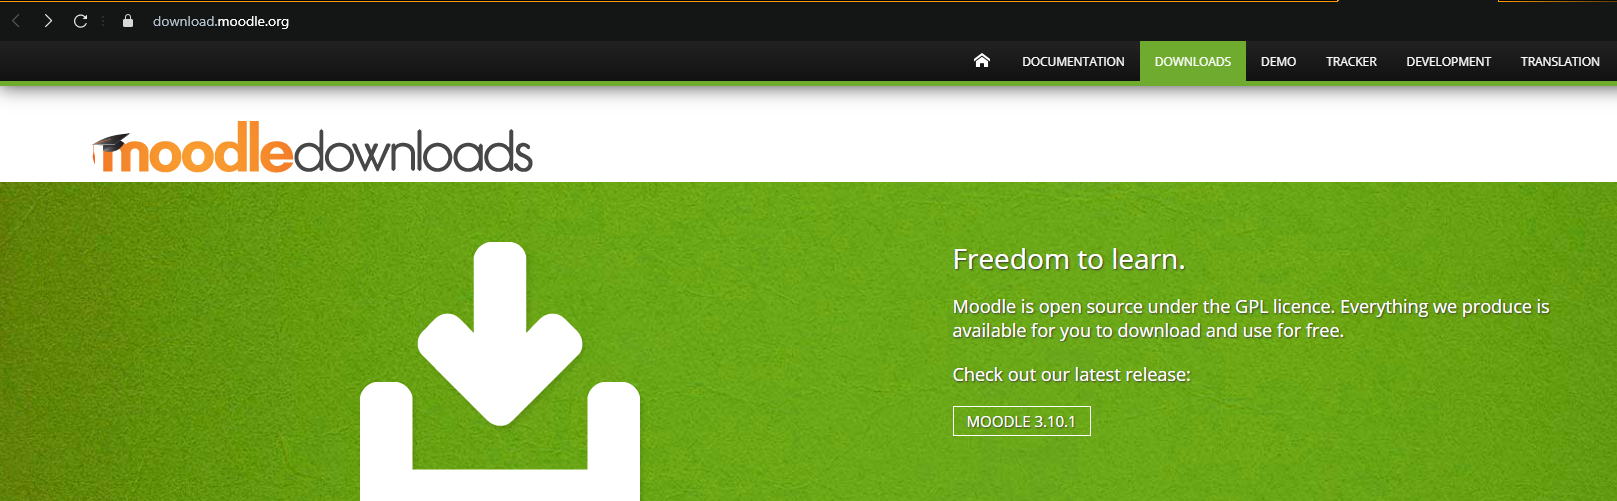 download.moodle.org
DOCUMENTATION DOWNLOADS DEMO TRACKER DEVELOPMENT TRANSLATION
moodledownloads
Freedom to learn.
Moodle is open source under the GPL licence. Everything we produce is
available for you to download and use for free.
Check out our latest release:
MOODLE 3.10.1